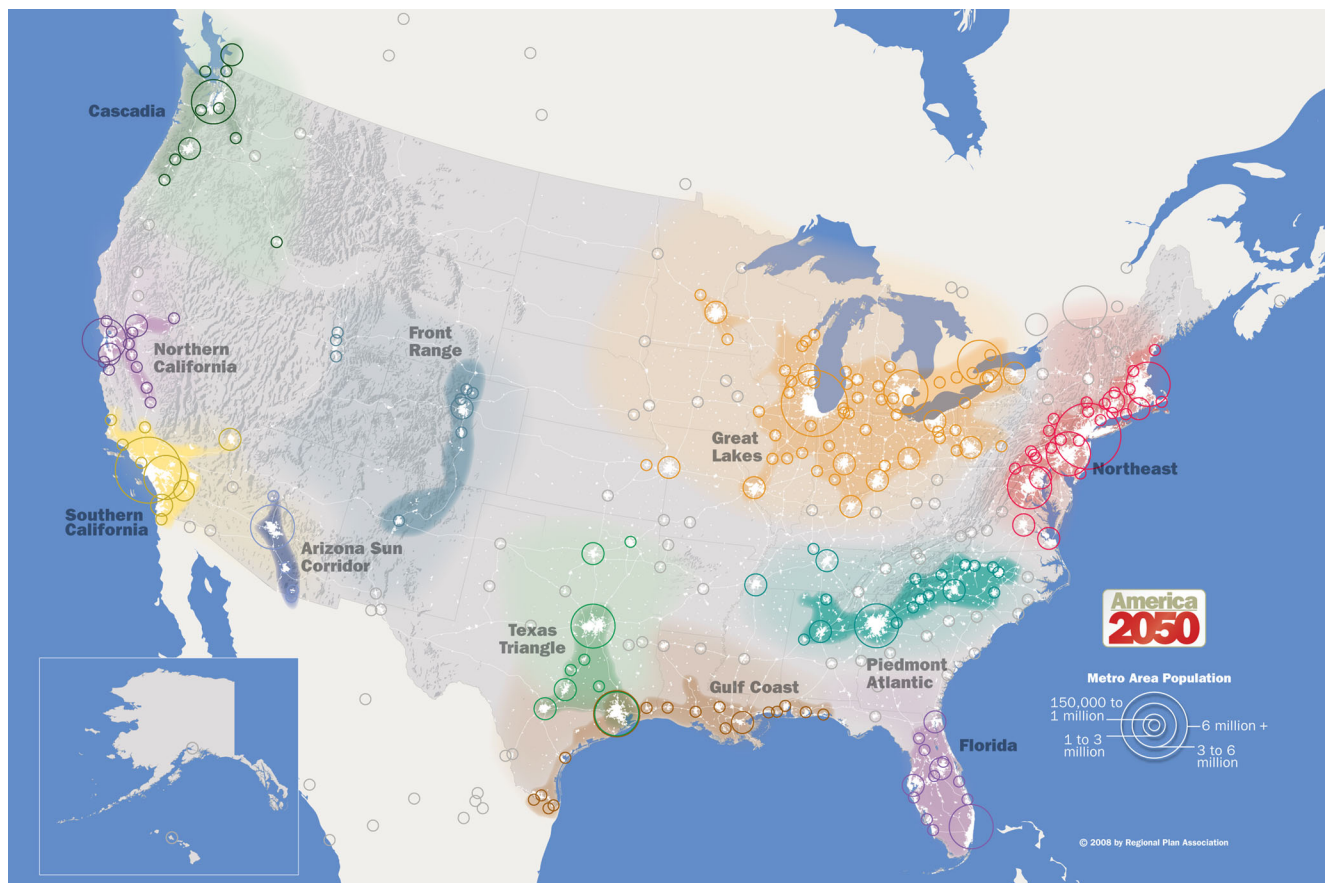 Cascadia
Northern
California
Front
Range
Great
Lakes
Northeast
Southern
California
Arizona Sun
Corridor
Texas
Triangle
Gulf Coast
Piedmont
Atlantic
Florida
America
2050
Metro Area Population
150,000 to
1 million
1 to 3
million
6 million +
3 to 6
million
© 2008 by Regional Plan Association